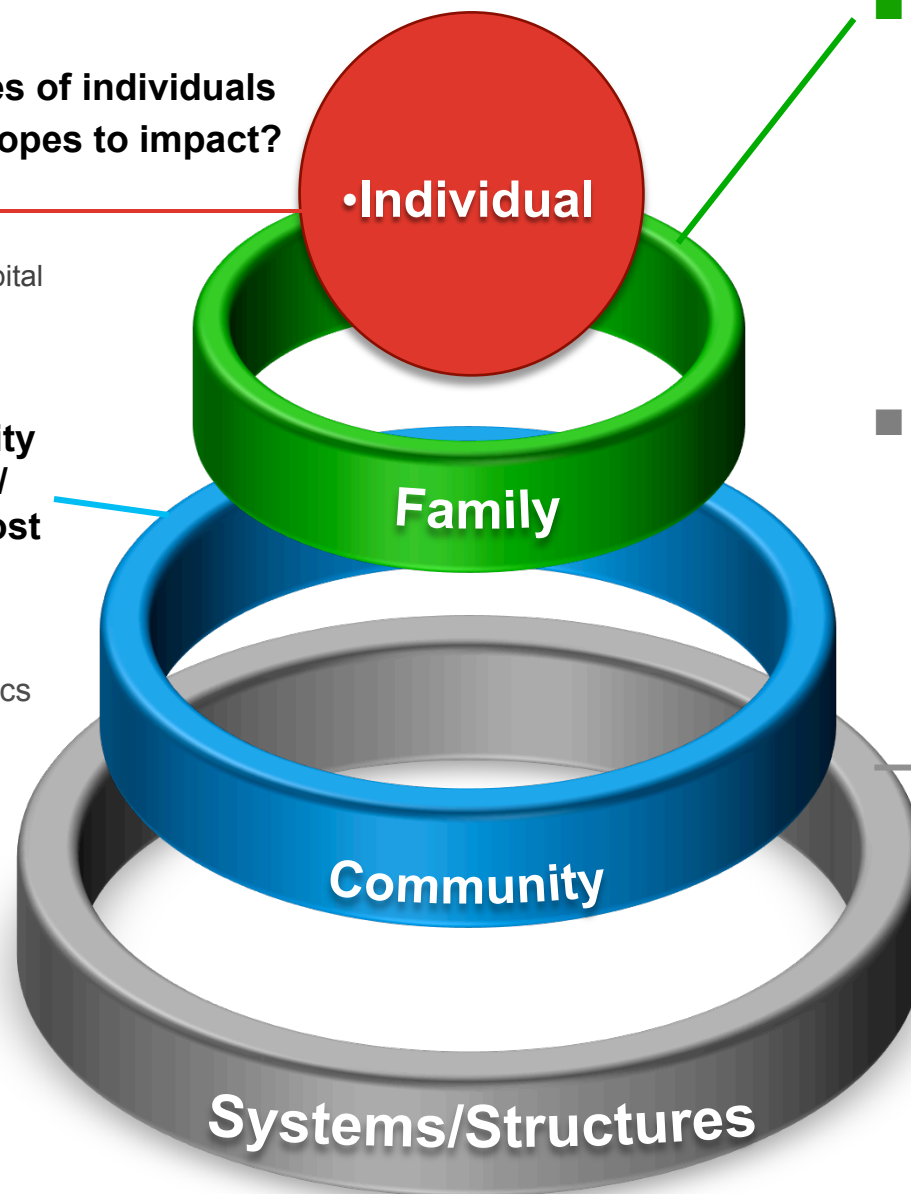 es of individuals
opes to impact?
•Individual
pital
ity
/
Family
ost
cs
Community
Systems/Structures